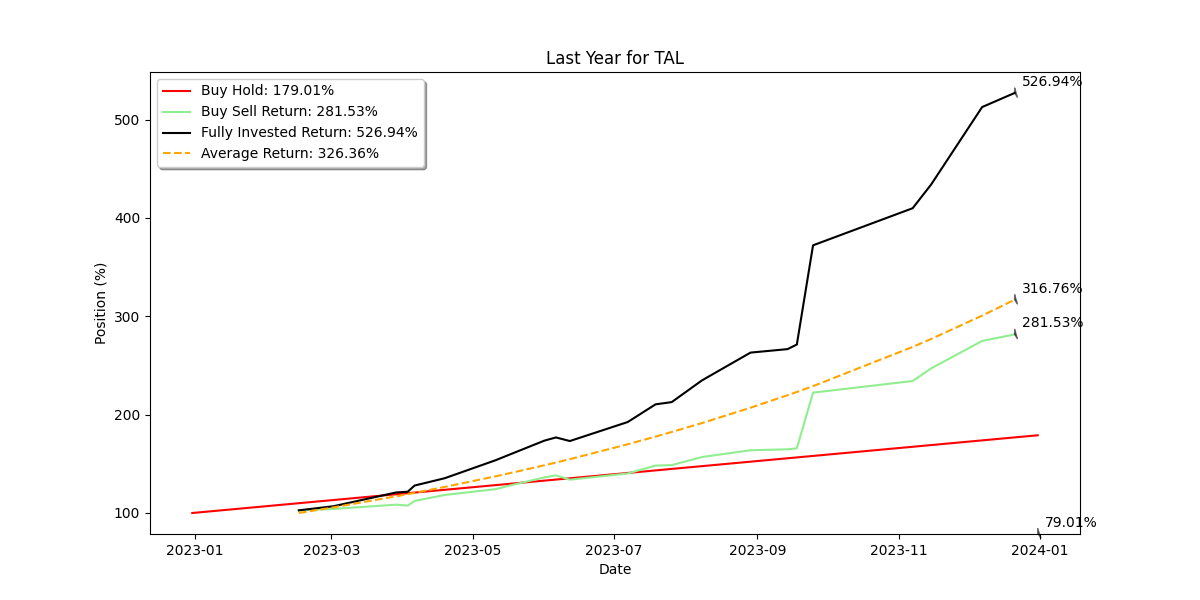 Last Year for TAL
Buy Hold: 179.01%
Buy Sell Return: 281.53%
Fully Invested Return: 526.94%
Average Return: 326.36%
526.94%
316.76%
281.53%
79.01%
Position (%)
500
400
300
200
100
2023-01
2023-03
2023-05
2023-07
2023-09
2023-11
2024-01
Date